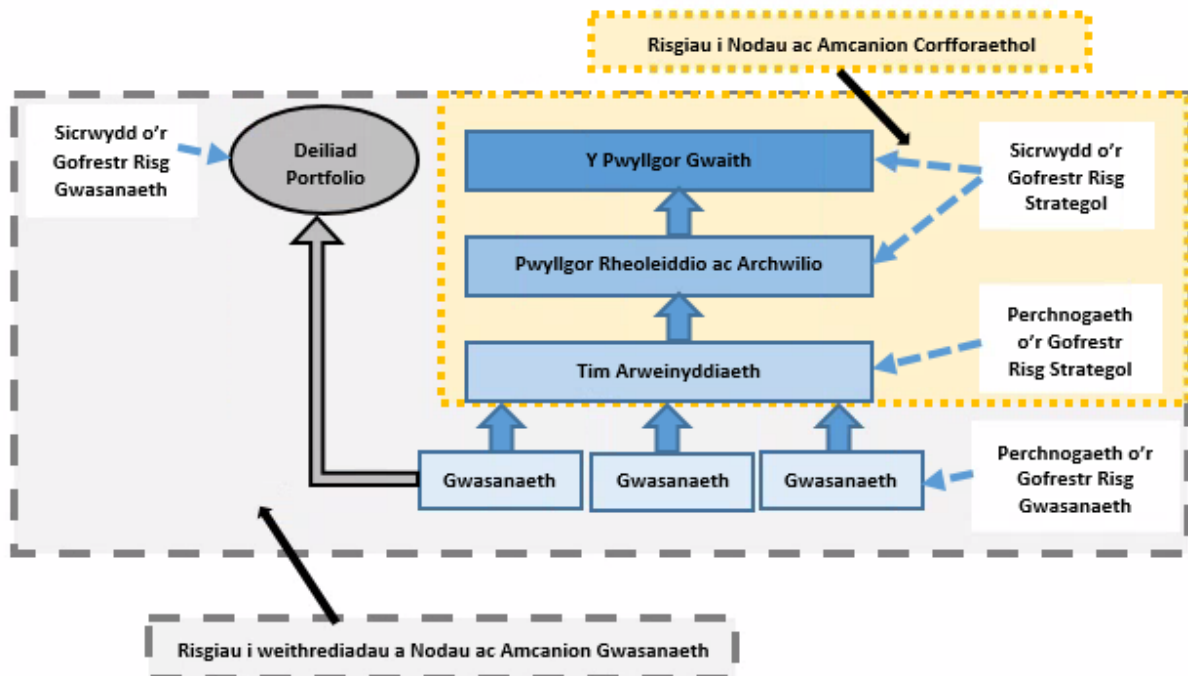 Risgiau i Nodau ac Amcanion Corfforaethol
Sicrwydd o'r
Gofrestr Risg
Gwasanaeth
Deiliad
Portfolio
Y Pwyllgor Gwaith
Sicrwydd o'r
Gofrestr Risg
Strategol
Pwyllgor Rheoleiddio ac Archwilio
Perchnogaeth
o'r Gofrestr
Risg Strategol
Tim Arweinyddiaeth
Gwasanaeth
Gwasanaeth
Gwasanaeth
Perchnogaeth o'r
Gofrestr Risg
Gwasanaeth
Risgiau i weithrediadau a Nodau ac Amcanion Gwasanaeth